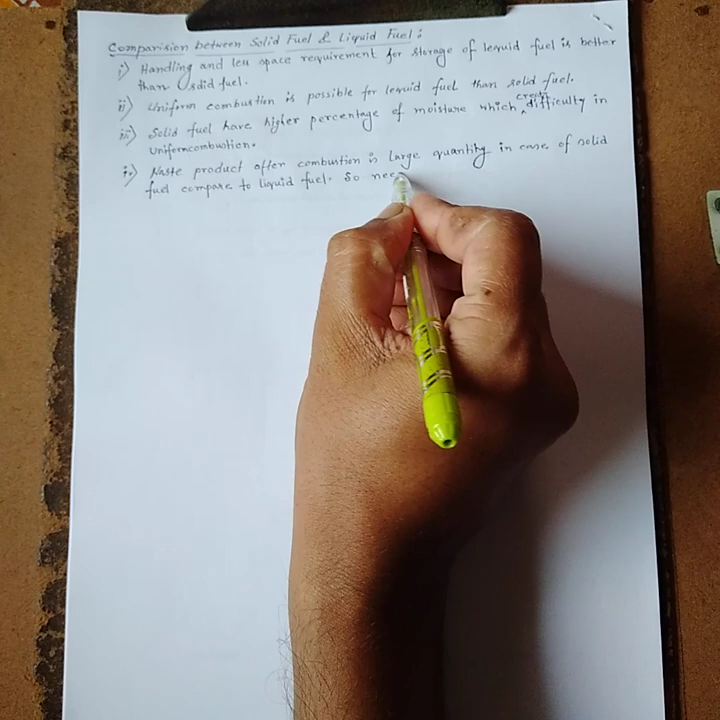 Comparision between Solid Fuel & Liquid Fuel:
i) Handling and less space requirement for storage of lequid fuel is better
than solid fuel.
ii) Uniform combustion is possible for lequid fuel than solid fuel.
iii) Solid fuel have higher percentage of moisture which create difficulty in
uniform combustion.
iv) Waste product after combustion is large quantity in case of solid
fuel compare to liquid fuel. So nee